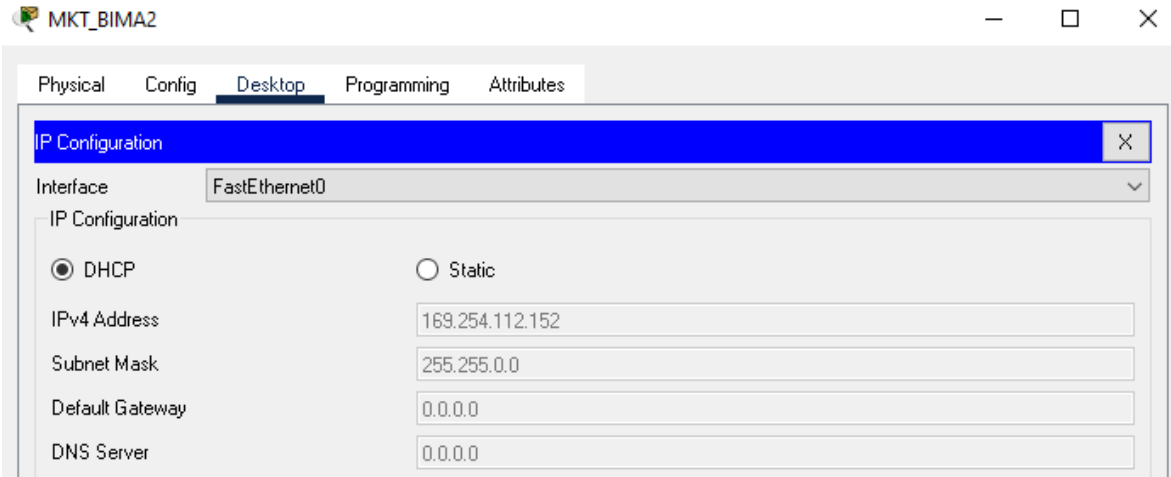 MKT_BIMA2
Physical Config Desktop Programming Attributes
IP Configuration X
Interface FastEthernet0
IP Configuration
DHCP Static
IPv4 Address 169.254.112.152
Subnet Mask 255.255.0.0
Default Gateway 0.0.0.0
DNS Server 0.0.0.0